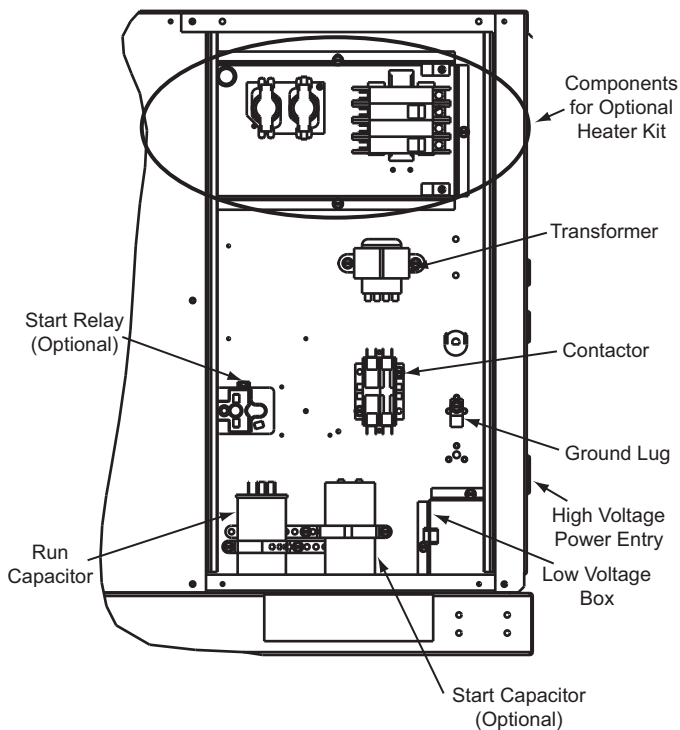 Components
for Optional
Heater Kit
Transformer
Start Relay
(Optional)
Contactor
Ground Lug
High Voltage
Power Entry
Run
Capacitor
Low Voltage
Box
Start Capacitor
(Optional)